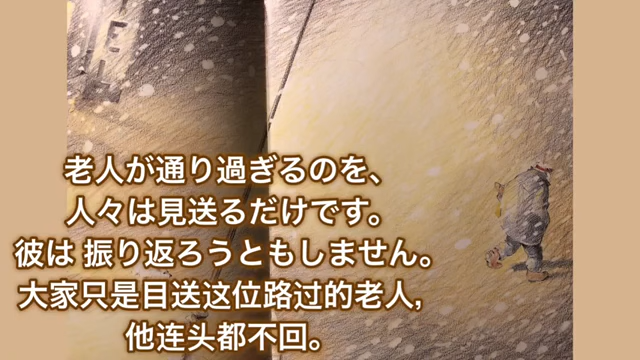 老人が通り過ぎるのを、
人々は見送るだけです。
彼は 振り返ろうともしません。
大家只是目送这位路过的老人,
他连头都不回。